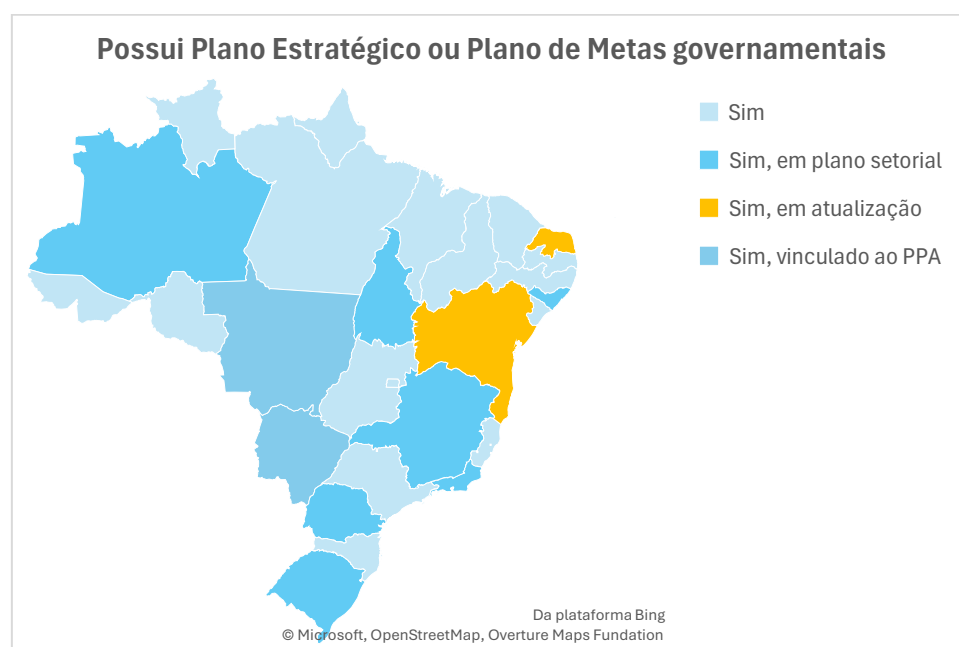 Possui Plano Estratégico ou Plano de Metas governamentais
Sim
Sim, em plano setorial
Sim, em atualização
Sim, vinculado ao PPA
Da plataforma Bing
© Microsoft, OpenStreetMap, Overture Maps Fundation